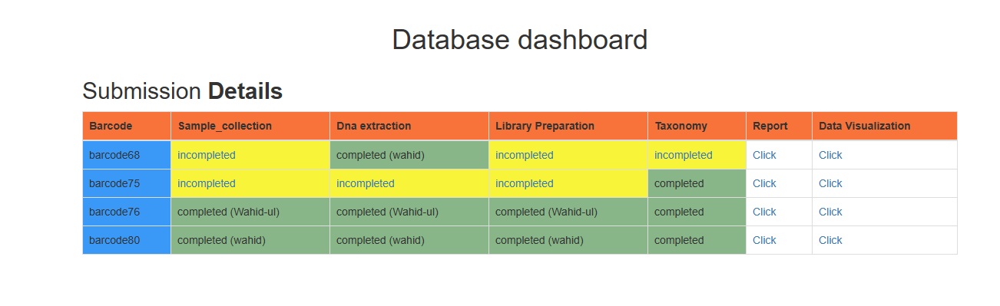 Database dashboard
Submission Details
Barcode Sample_collection Dna extraction Library Preparation Taxonomy Report Data Visualization
barcode68 incompleted completed (wahid) incompleted incompleted Click Click
barcode75 incompleted incompleted incompleted completed Click Click
barcode76 completed (Wahid-ul) completed (Wahid-ul) completed (Wahid-ul) completed Click Click
barcode80 completed (wahid) completed (wahid) completed (wahid) completed Click Click